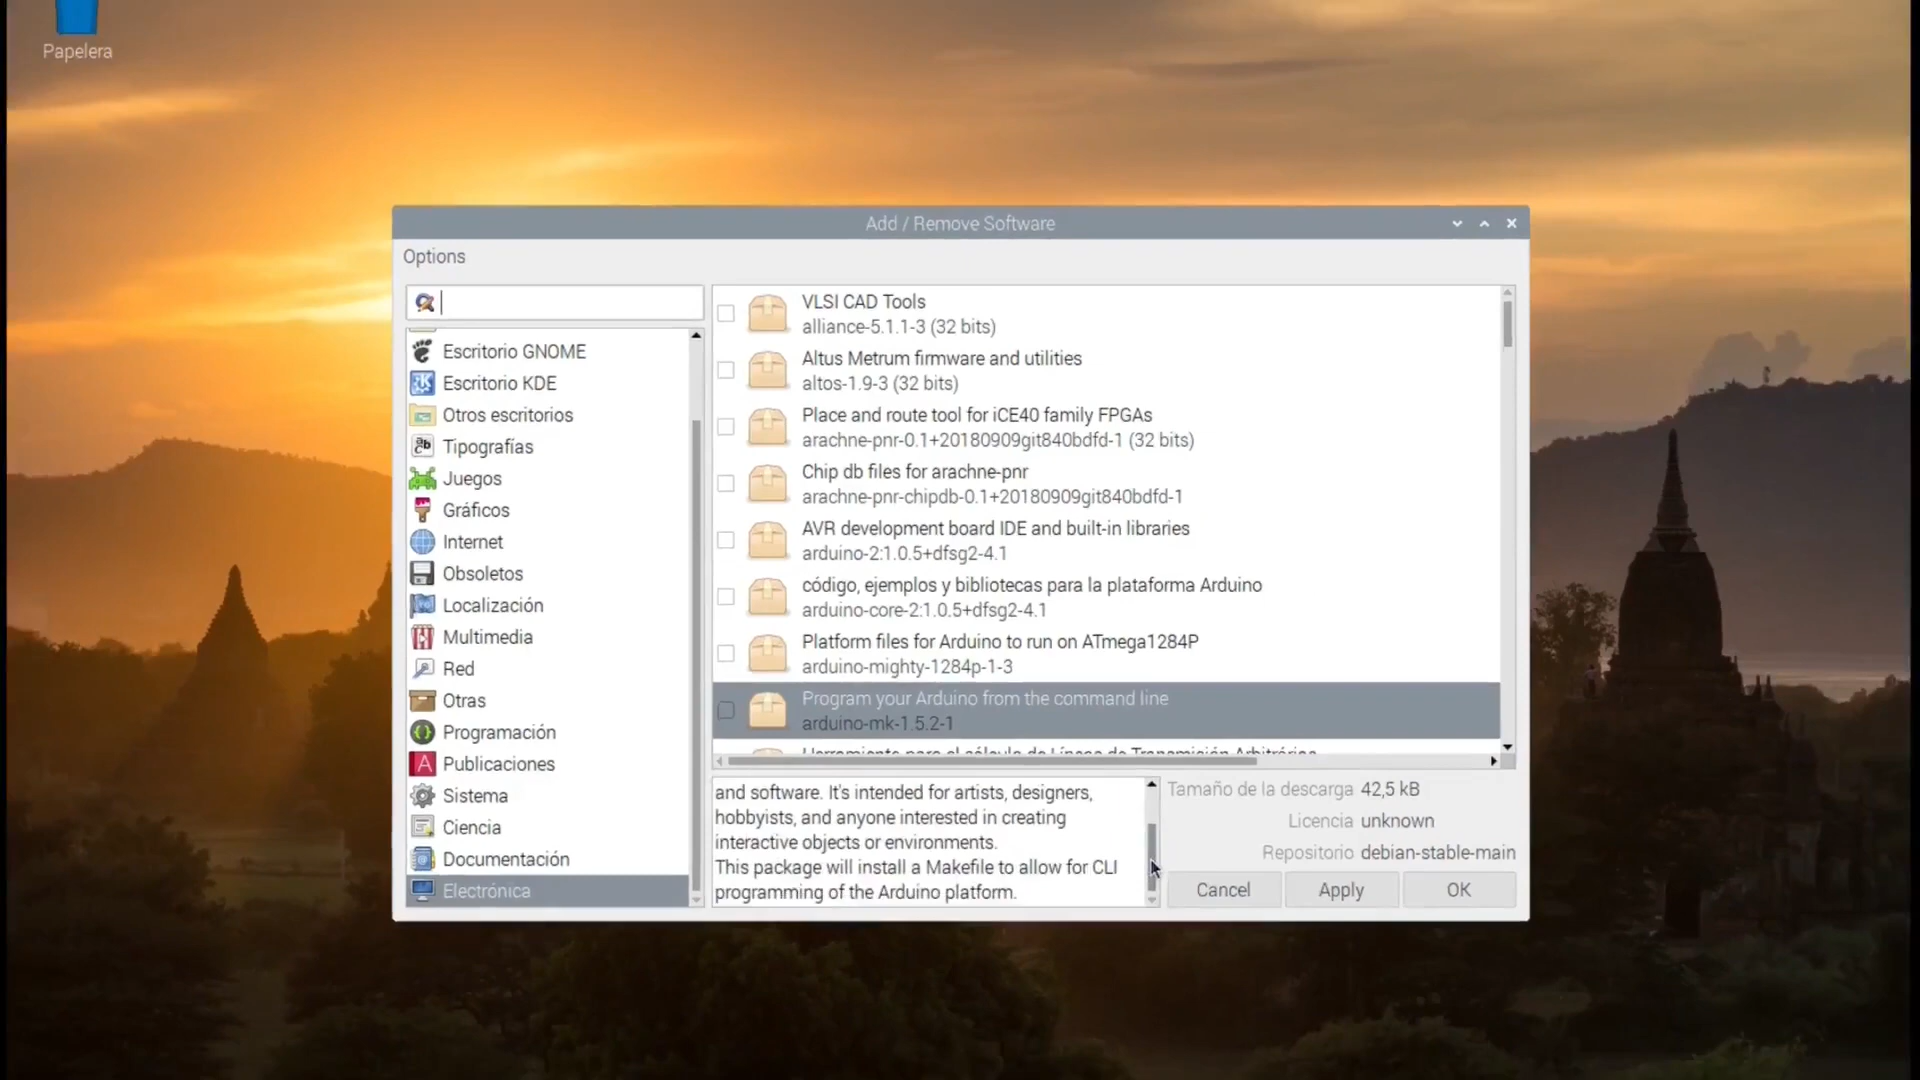 Papelera
Add / Remove Software
Options
Escritorio GNOME
Escritorio KDE
Otros escritorios
Tipografías
Juegos
Gráficos
Internet
Obsoletos
Localización
Multimedia
Red
Otras
Programación
Publicaciones
Sistema
Ciencia
Documentación
Electrónica
VLSI CAD Tools
alliance-5.1.1-3 (32 bits)
Altus Metrum firmware and utilities
altos-1.9-3 (32 bits)
Place and route tool for iCE40 family FPGAs
arachne-pnr-0.1+20180909git840bdfd-1 (32 bits)
Chip db files for arachne-pnr
arachne-pnr-chipdb-0.1+20180909git840bdfd-1
AVR development board IDE and built-in libraries
arduino-2:1.0.5+dfsg2-4.1
código, ejemplos y bibliotecas para la plataforma Arduino
arduino-core-2:1.0.5+dfsg2-4.1
Platform files for Arduino to run on ATmega1284P
arduino-mighty-1284p-1-3
Program your Arduino from the command line
arduino-mk-1.5.2-1
Herramienta para el cálculo de Línea de Transmisión Arbitrários
and software. It's intended for artists, designers,
hobbyists, and anyone interested in creating
interactive objects or environments.
This package will install a Makefile to allow for CLI
programming of the Arduino platform.
Tamaño de la descarga 42,5 kB
Licencia unknown
Repositorio debian-stable-main
Cancel
Apply
OK